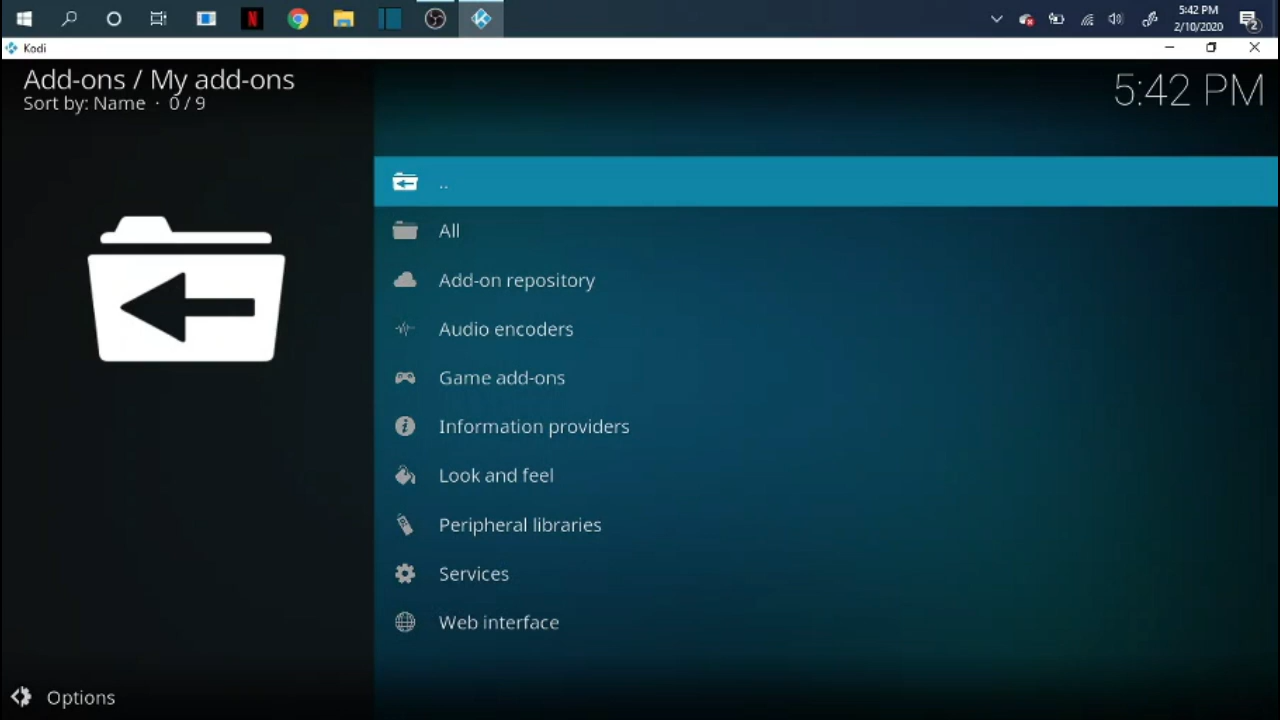 5:42 PM
2/10/2020
2
Kodi
Add-ons / My add-ons
Sort by: Name · 0 / 9
5:42 PM
..
All
Add-on repository
Audio encoders
Game add-ons
Information providers
Look and feel
Peripheral libraries
Services
Web interface
Options